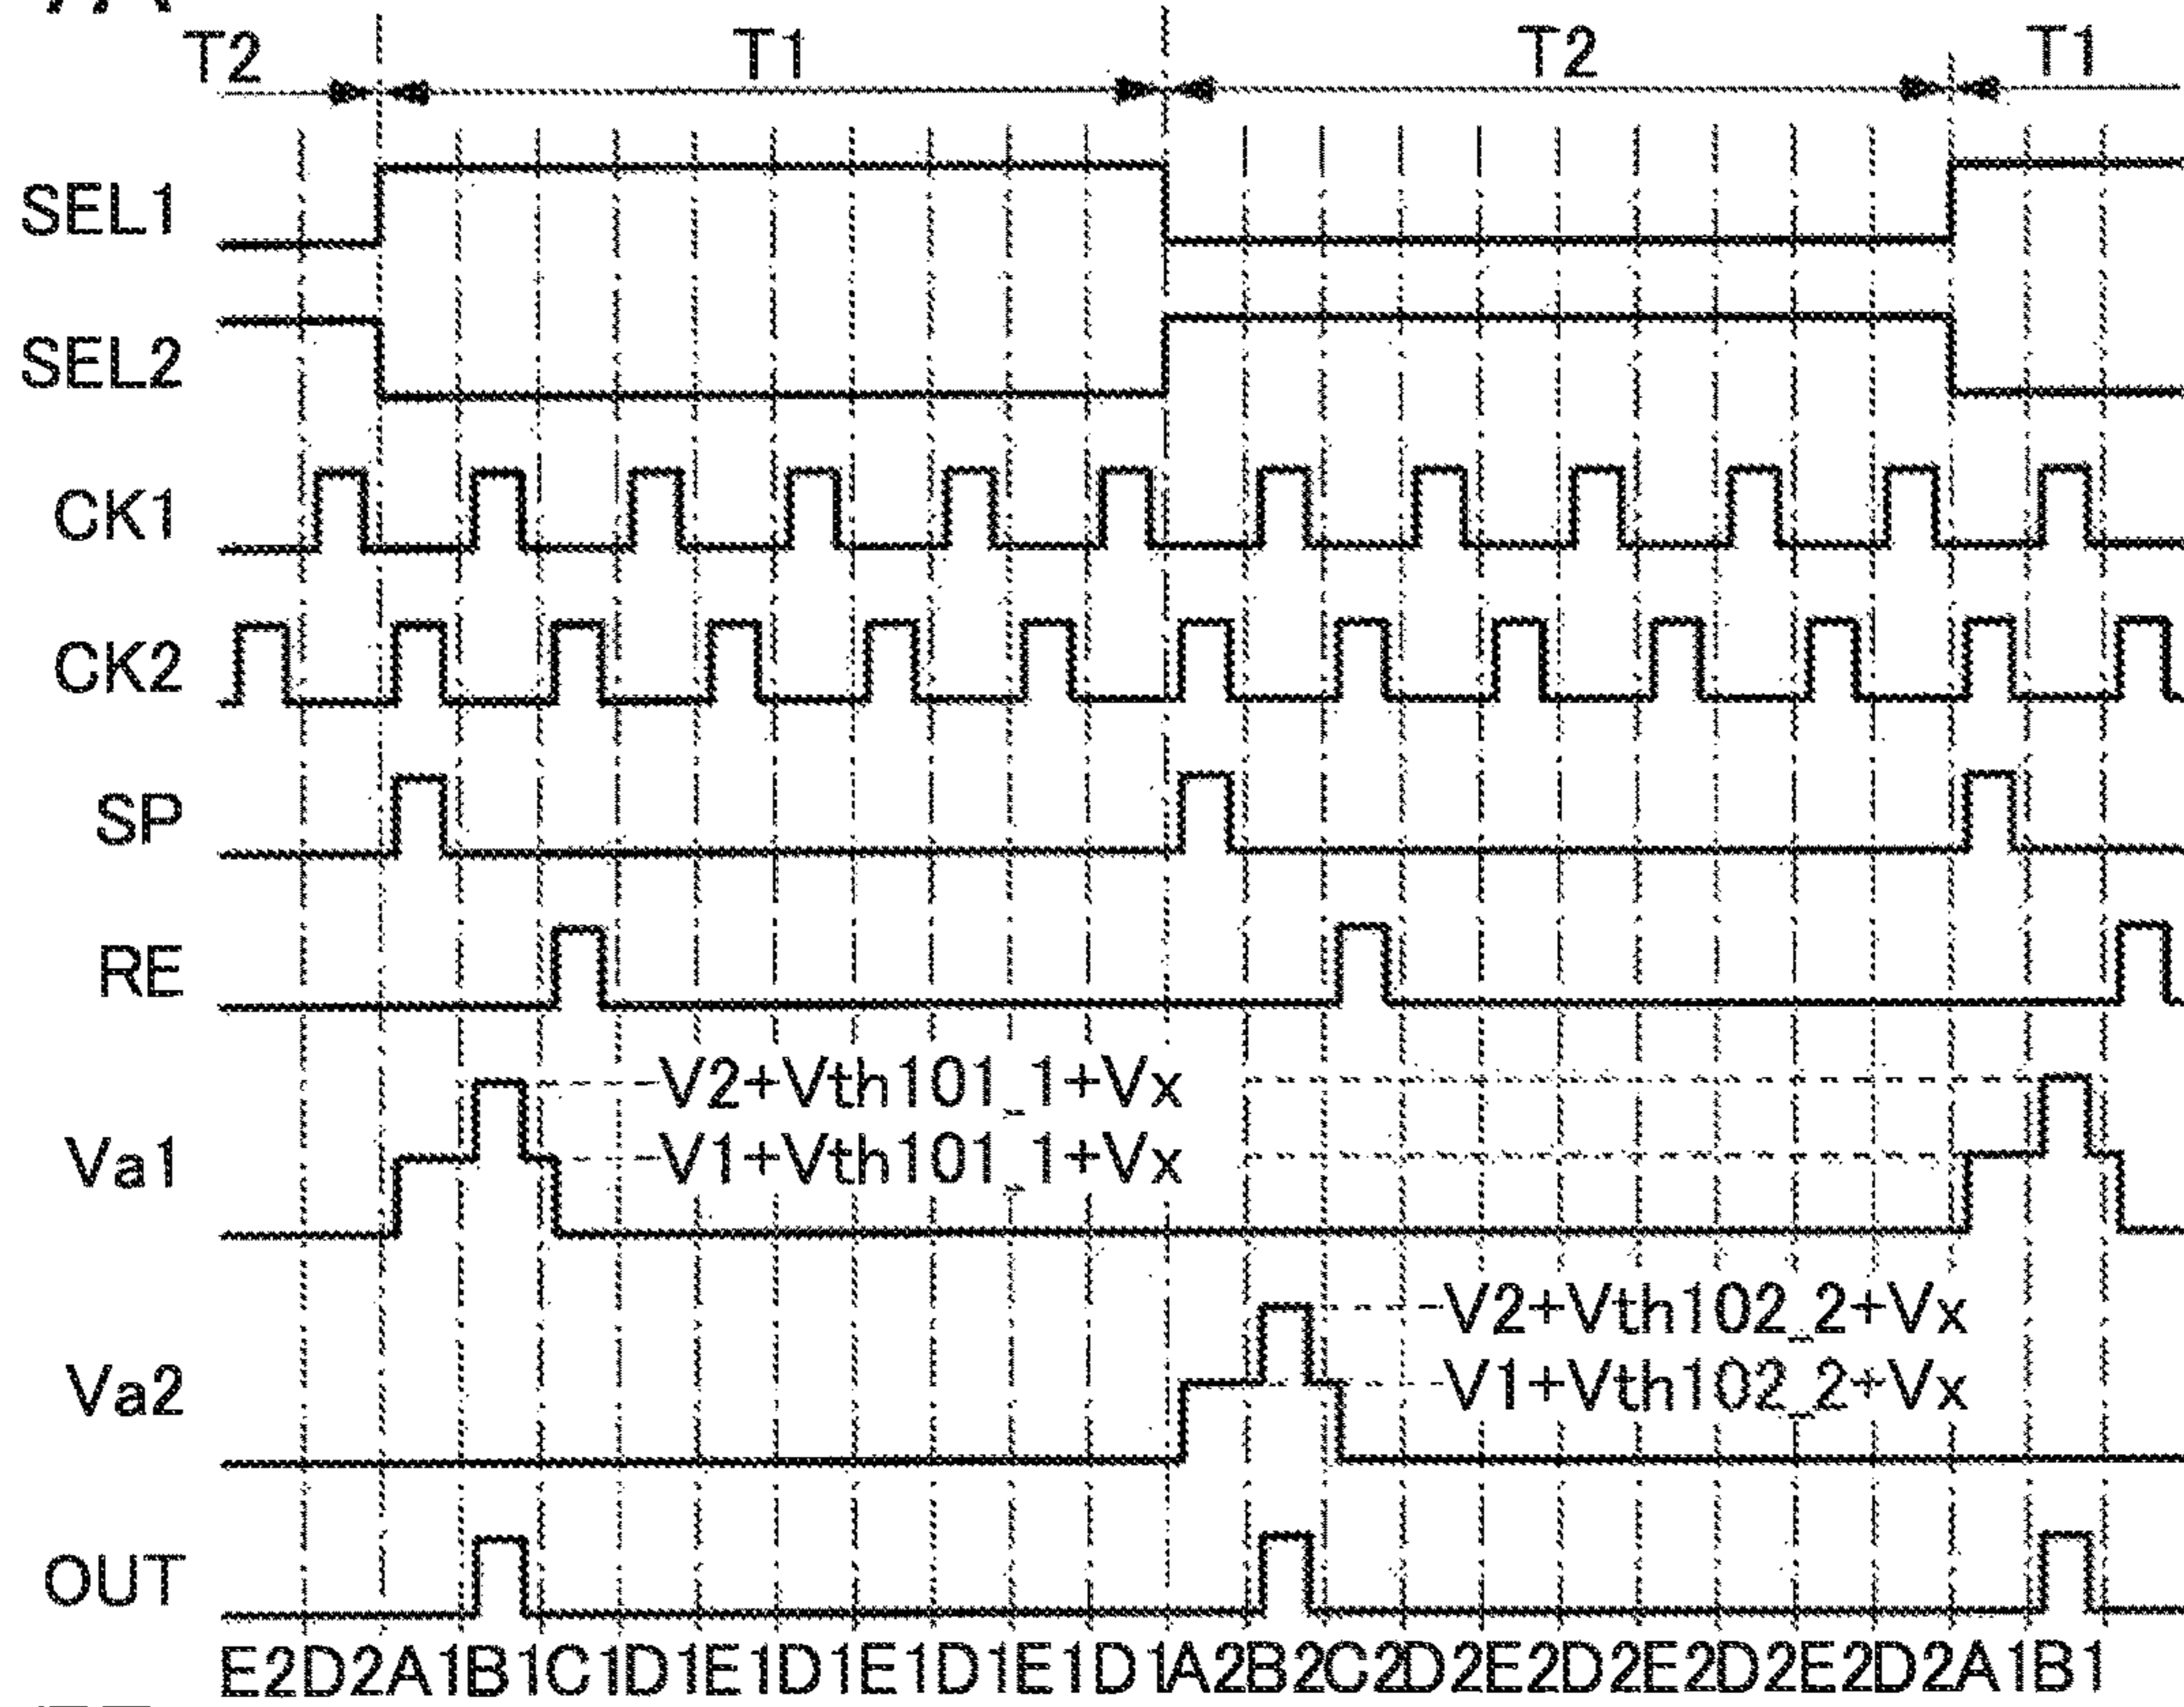 T2 T1 T2 T1
SEL1
SEL2
CK1
CK2
SP
RE
V2+Vth101_1+Vx
Va1 V1+Vth101_1+Vx
V2+Vth102_2+Vx
Va2 V1+Vth102_2+Vx
OUT
E2D2A1B1C1D1E1D1E1D1E1D1A2B2C2D2E2D2E2D2E2D2A1B1